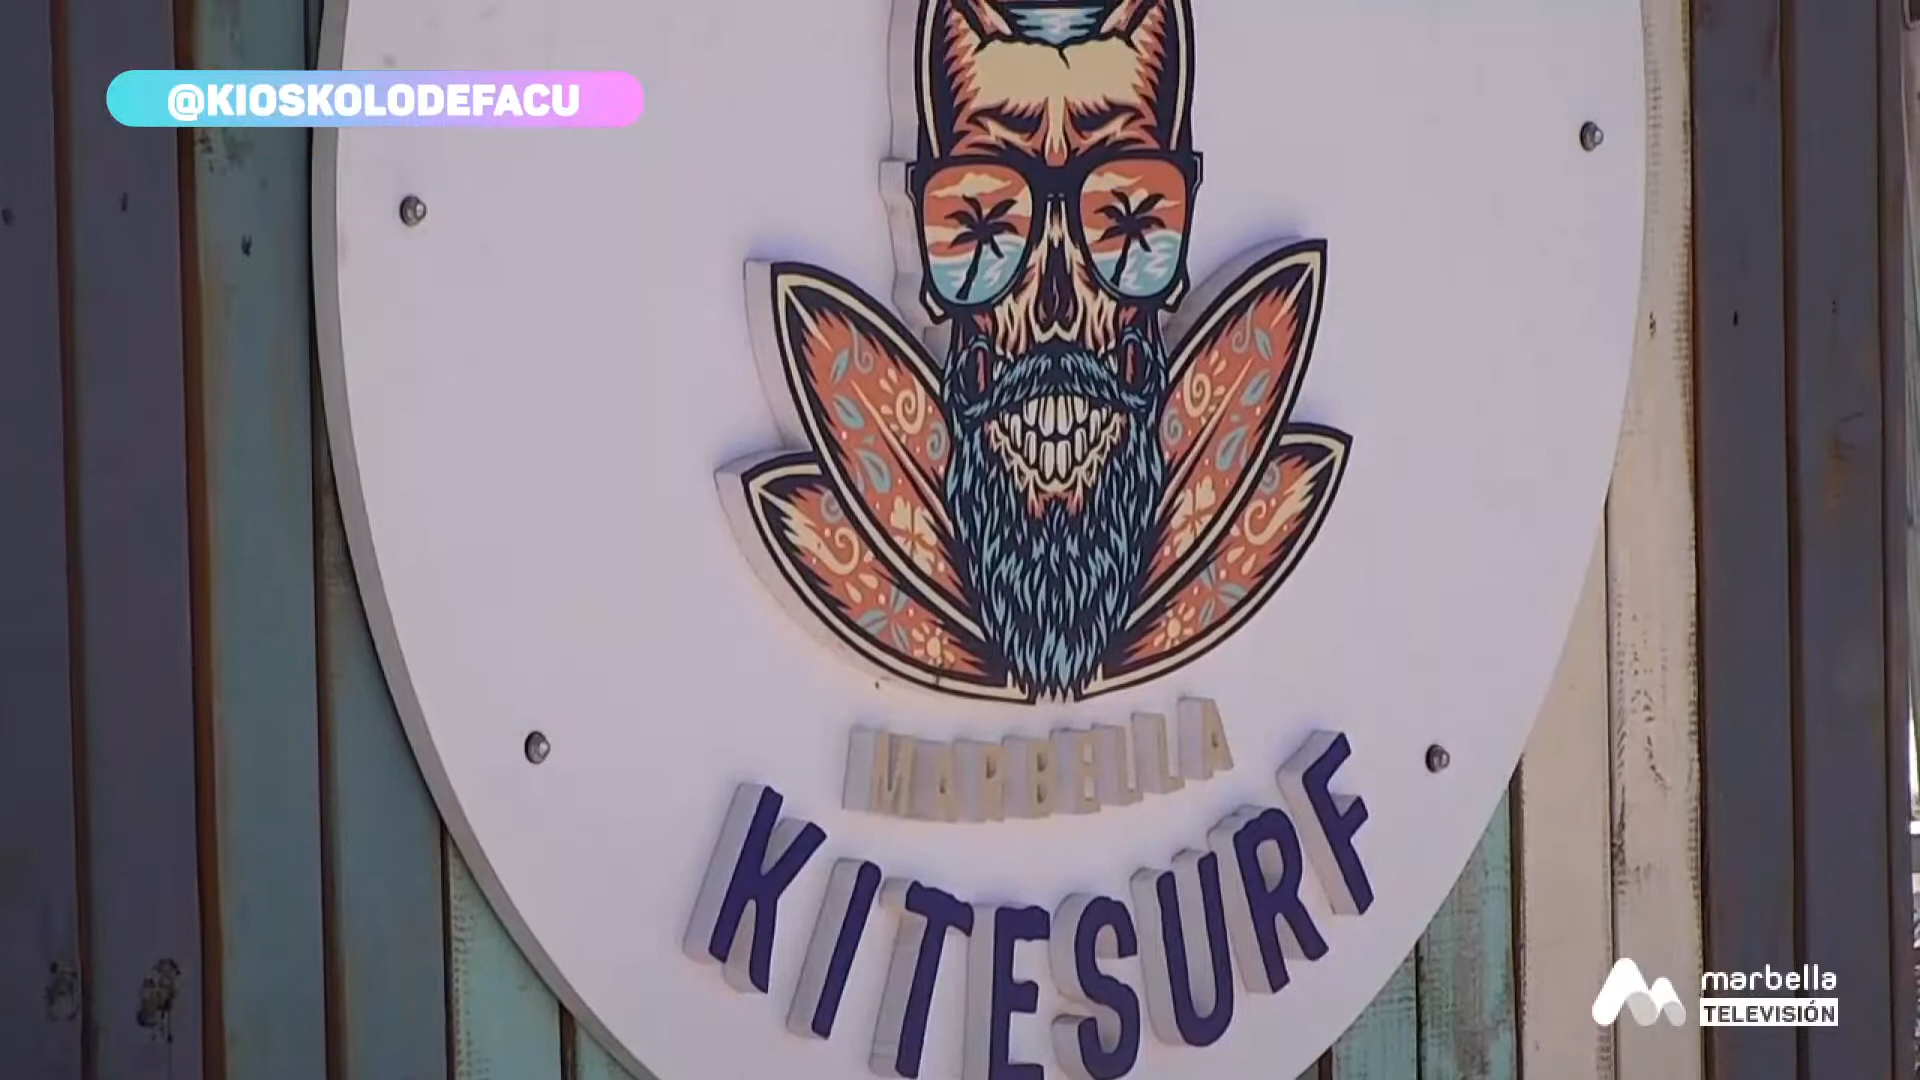 @KIOSKOLODEFACU
MARBELLA
KITESURF
marbella
TELEVISIÓN